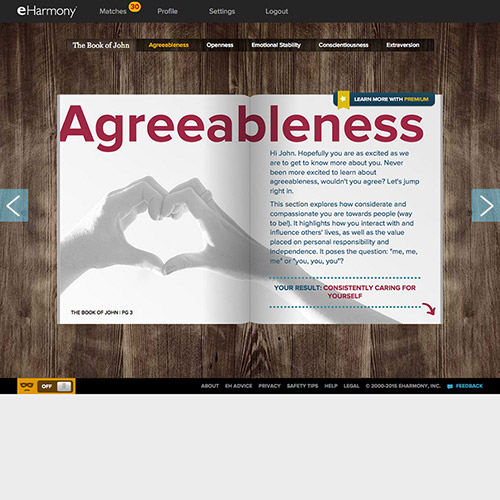 eHarmony
Matches 30 Profile Settings Logout
The Book of John Agreeableness Openness Emotional Stability Conscientiousness Extraversion
LEARN MORE WITH PREMIUM
Agreeableness
Hi John. Hopefully you are as excited as we
are to get to know more about you. Never
been more excited to learn about
agreeableness, wouldn't you agree? Let's jump
right in.
This section explores how considerate and
compassionate you are towards people (way
to be!). It highlights how you interact with and
influence others' lives, as well as the value
placed on personal responsibility and
independence. It poses the question: "me, me,
me" or "you, you, you"?
YOUR RESULT: CONSISTENTLY CARING FOR
YOURSELF
THE BOOK OF JOHN | PG 3
OFF
ABOUT EH ADVICE PRIVACY SAFETY TIPS HELP LEGAL © 2000-2015 EHARMONY, INC. FEEDBACK